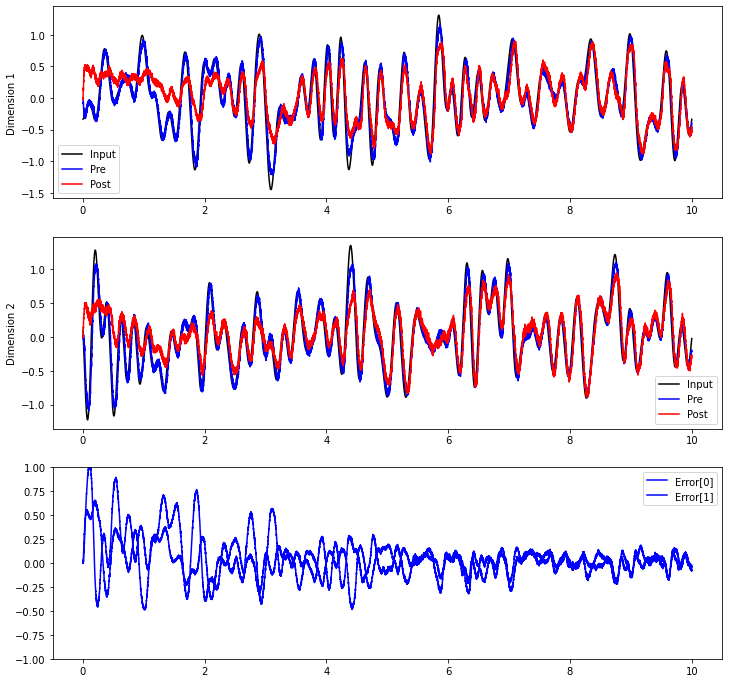 Dimension 1
1.0
0.5
0.0
−0.5
−1.0
−1.5
Input
Pre
Post
0 2 4 6 8 10
Dimension 2
1.0
0.5
0.0
−0.5
−1.0
Input
Pre
Post
0 2 4 6 8 10
1.00
0.75
0.50
0.25
0.00
−0.25
−0.50
−0.75
−1.00
Error[0]
Error[1]
0 2 4 6 8 10